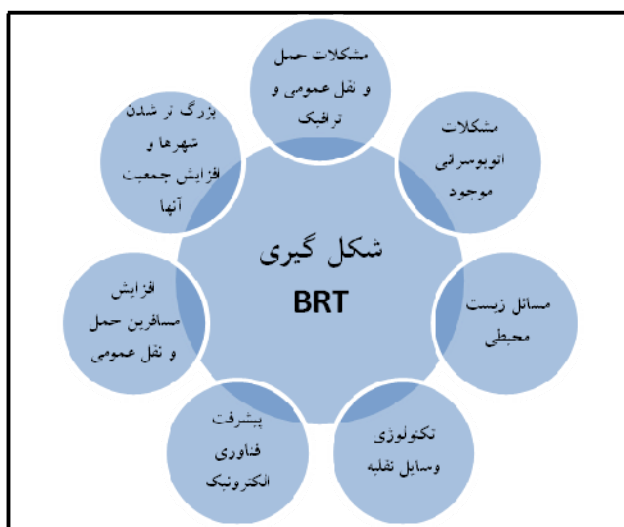 مشکلات حمل
و نقل عمومی و
ترافیک
مشکلات
اتوبوسرانی
موجود
مسائل زیست
محیطی
تکنولوژی
وسایل نقلیه
پیشرفت
فناوری
الکترونیک
افزایش
مسافرین حمل
و نقل عمومی
بزرگ تر شدن
شهرها و
افزایش جمعیت
آنها
شکل گیری
BRT